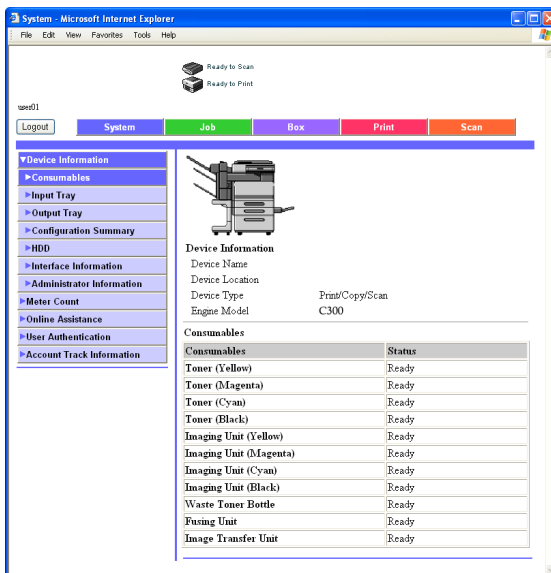 System - Microsoft Internet Explorer
File Edit View Favorites Tools Help
Ready to Scan
Ready to Print
user01
Logout System Job Box Print Scan
Device Information
Consumables
Input Tray
Output Tray
Configuration Summary
HDD
Interface Information
Administrator Information
Meter Count
Online Assistance
User Authentication
Account Track Information
Device Information
Device Name
Device Location
Device Type Print/Copy/Scan
Engine Model C300
Consumables
Consumables Status
Toner (Yellow) Ready
Toner (Magenta) Ready
Toner (Cyan) Ready
Toner (Black) Ready
Imaging Unit (Yellow) Ready
Imaging Unit (Magenta) Ready
Imaging Unit (Cyan) Ready
Imaging Unit (Black) Ready
Waste Toner Bottle Ready
Fusing Unit Ready
Image Transfer Unit Ready